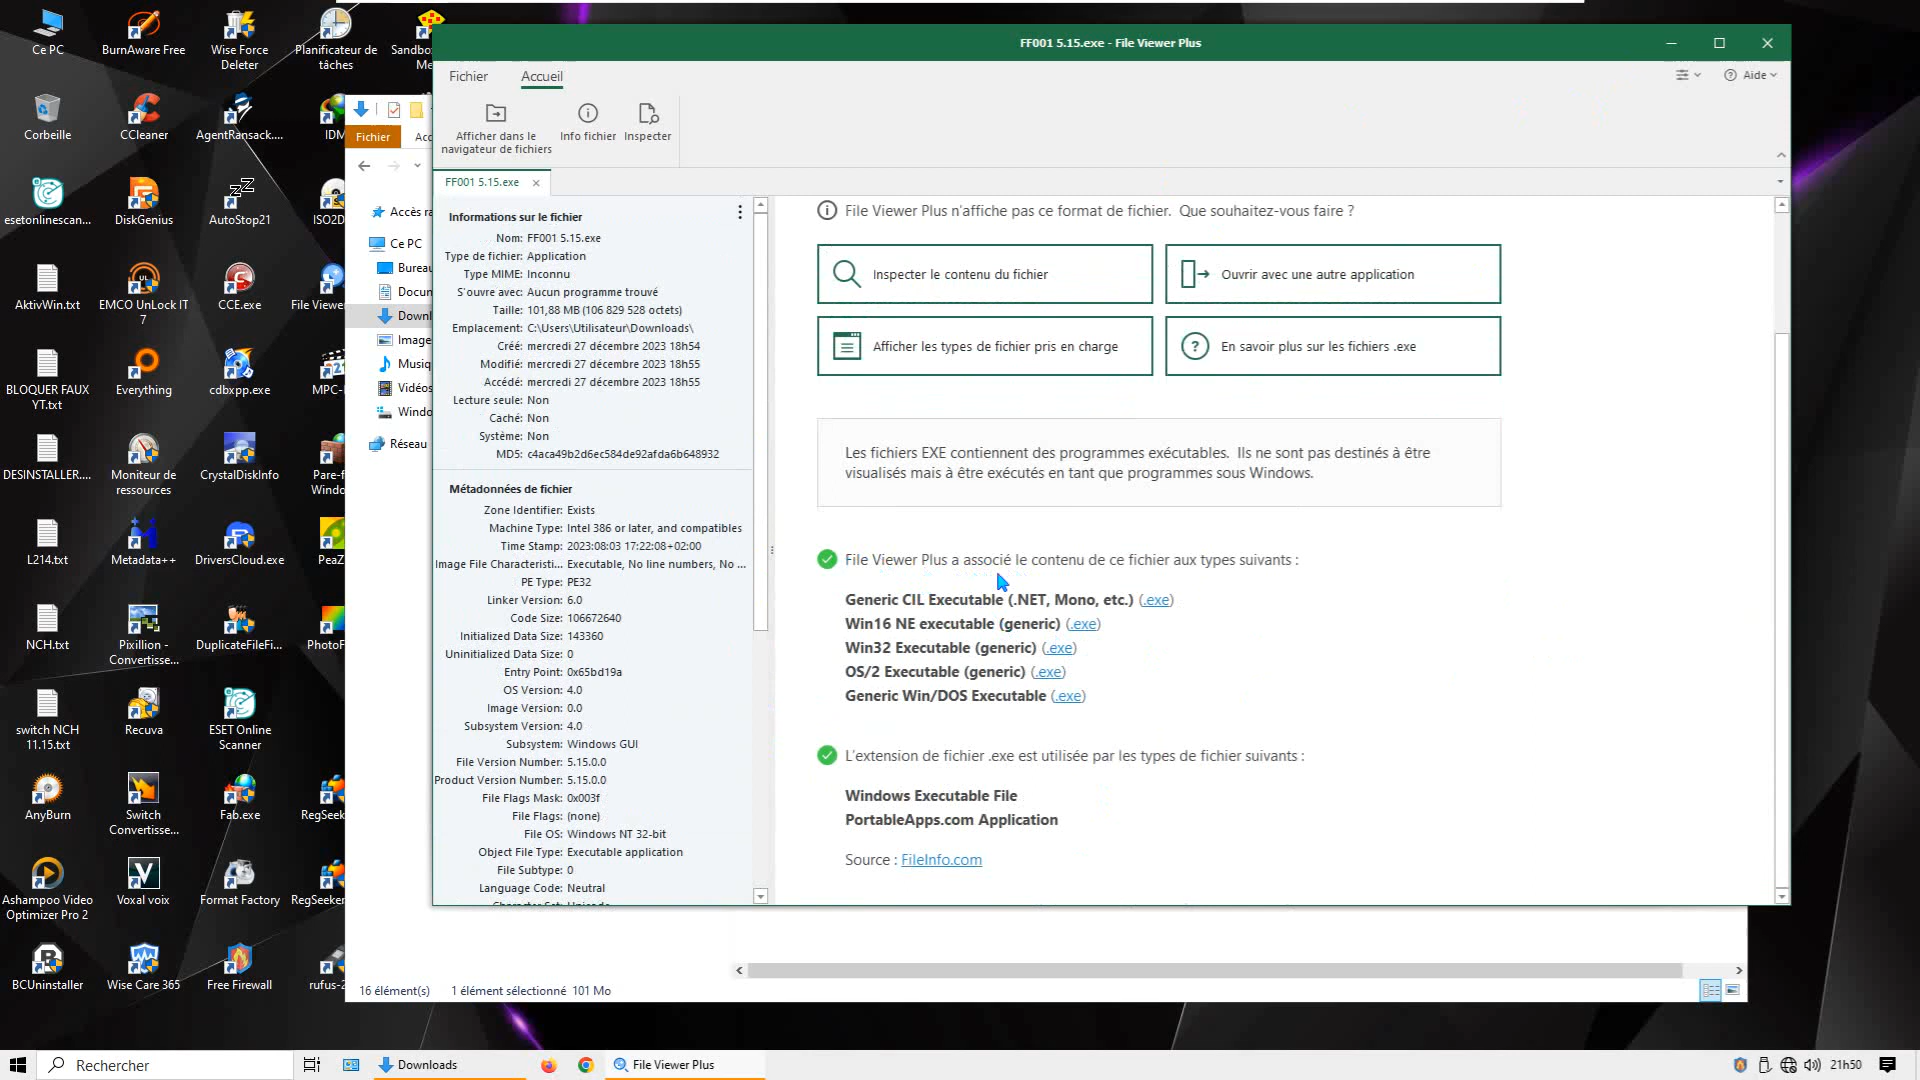 Ce PC
BurnAware Free
Wise Force
Deleter
Planificateur de
tâches
Corbeille
CCleaner
AgentRansack....
IDM
esetonlinescan...
DiskGenius
AutoStop21
AktivWin.txt
EMCO UnLock IT
7
CCE.exe
File Viewer
BLOQUER FAUX
YT.txt
Everything
cdbxpp.exe
DESINSTALLER....
Moniteur de
ressources
CrystalDiskInfo
L214.txt
Metadata++
DriversCloud.exe
NCH.txt
Pixillion -
Convertisse...
DuplicateFileFi...
switch NCH
11.15.txt
Recuva
ESET Online
Scanner
AnyBurn
Switch
Convertisse...
Fab.exe
Ashampoo Video
Optimizer Pro 2
Voxal voix
Format Factory
RegSeeker
BCUninstaller
Wise Care 365
Free Firewall
Fichier
Ce PC
Réseau
16 élément(s) 1 élément sélectionné 101 Mo
FF001 5.15.exe - File Viewer Plus
Fichier Accueil
Aide
Afficher dans le
navigateur de fichiers
Info fichier
Inspecter
FF001 5.15.exe
Informations sur le fichier
Nom: FF001 5.15.exe
Type de fichier: Application
Type MIME: Inconnu
S'ouvre avec: Aucun programme trouvé
Taille: 101,88 MB (106 829 528 octets)
Emplacement: C:\Users\Utilisateur\Downloads\
Créé: mercredi 27 décembre 2023 18h54
Modifié: mercredi 27 décembre 2023 18h55
Accédé: mercredi 27 décembre 2023 18h55
Lecture seule: Non
Caché: Non
Système: Non
MD5: c4aca49b2d6ec584de92afda6b648932
Métadonnées de fichier
Zone Identifier: Exists
Machine Type: Intel 386 or later, and compatibles
Time Stamp: 2023:08:03 17:22:08+02:00
Image File Characteristi... Executable, No line numbers, No ...
PE Type: PE32
Linker Version: 6.0
Code Size: 106672640
Initialized Data Size: 143360
Uninitialized Data Size: 0
Entry Point: 0x65bd19a
OS Version: 4.0
Image Version: 0.0
Subsystem Version: 4.0
Subsystem: Windows GUI
File Version Number: 5.15.0.0
Product Version Number: 5.15.0.0
File Flags Mask: 0x003f
File Flags: (none)
File OS: Windows NT 32-bit
Object File Type: Executable application
File Subtype: 0
Language Code: Neutral
File Viewer Plus n'affiche pas ce format de fichier. Que souhaitez-vous faire ?
Inspecter le contenu du fichier
Ouvrir avec une autre application
Afficher les types de fichier pris en charge
En savoir plus sur les fichiers .exe
Les fichiers EXE contiennent des programmes exécutables. Ils ne sont pas destinés à être
visualisés mais à être exécutés en tant que programmes sous Windows.
File Viewer Plus a associé le contenu de ce fichier aux types suivants :
Generic CIL Executable (.NET, Mono, etc.) (.exe)
Win16 NE executable (generic) (.exe)
Win32 Executable (generic) (.exe)
OS/2 Executable (generic) (.exe)
Generic Win/DOS Executable (.exe)
L'extension de fichier .exe est utilisée par les types de fichier suivants :
Windows Executable File
PortableApps.com Application
Source : FileInfo.com
Rechercher
Downloads
File Viewer Plus
21h50